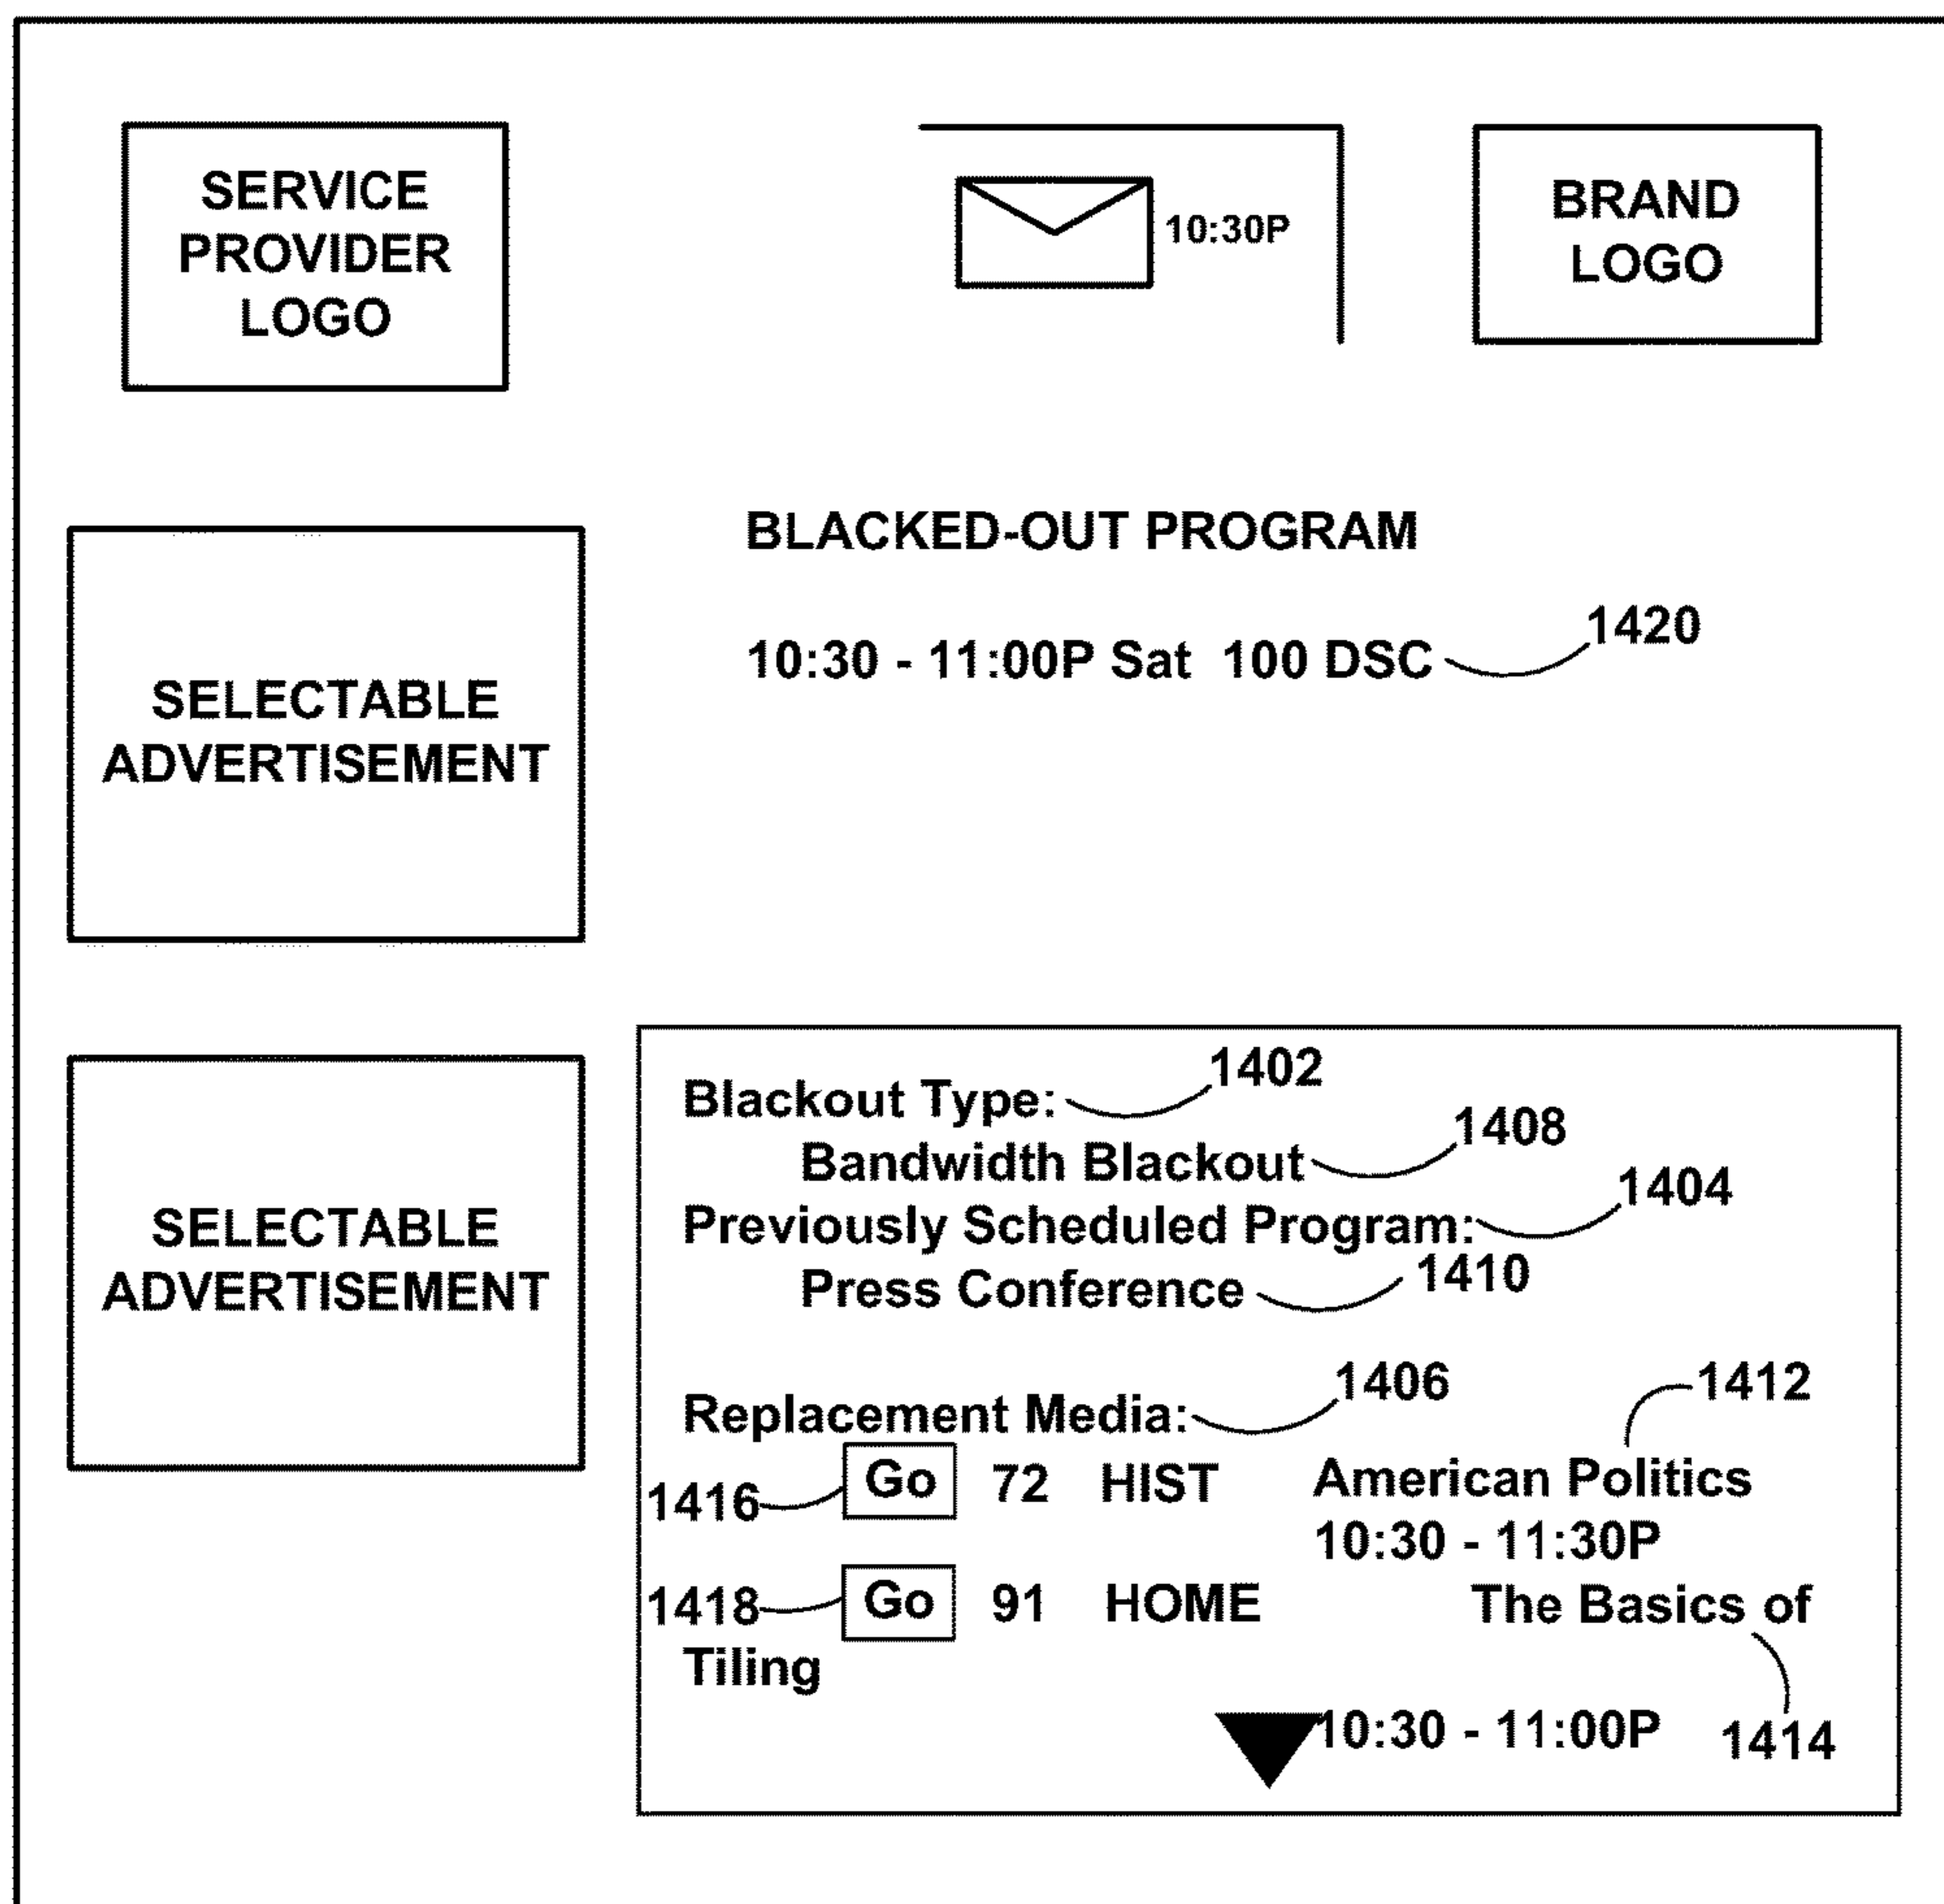 SERVICE
PROVIDER
LOGO
10:30P
BRAND
LOGO
SELECTABLE
ADVERTISEMENT
BLACKED-OUT PROGRAM
10:30 - 11:00P Sat 100 DSC 1420
SELECTABLE
ADVERTISEMENT
Blackout Type: 1402
Bandwidth Blackout 1408
Previously Scheduled Program: 1404
Press Conference 1410
Replacement Media: 1406
1412
1416 Go 72 HIST American Politics
10:30 - 11:30P
1418 Go 91 HOME The Basics of
Tiling
10:30 - 11:00P 1414